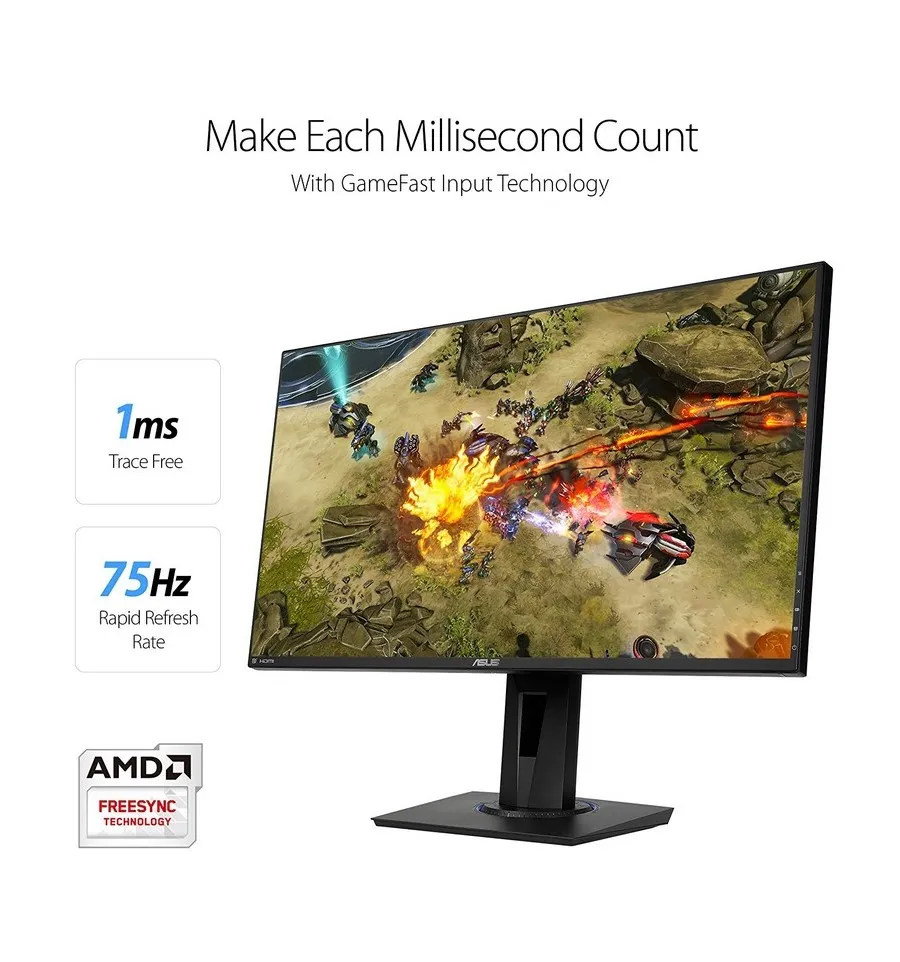 Make Each Millisecond Count
With GameFast Input Technology
1ms
Trace Free
75Hz
Rapid Refresh
Rate
HDMI
ASUS
AMD
FREESYNC
TECHNOLOGY